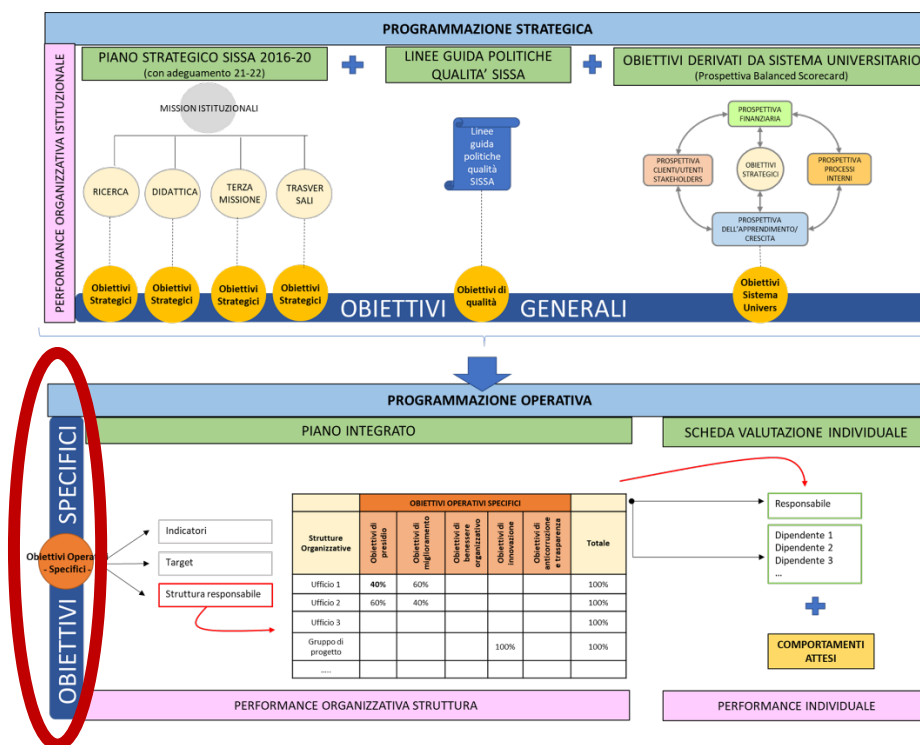 PROGRAMMAZIONE STRATEGICA
PERFORMANCE ORGANIZZATIVA ISTITUZIONALE
PIANO STRATEGICO SISSA 2016-20
(con adeguamento 21-22)
LINEE GUIDA POLITICHE
QUALITA’ SISSA
OBIETTIVI DERIVATI DA SISTEMA UNIVERSITARIO
(Prospettiva Balanced Scorecard)
MISSION ISTITUZIONALI
RICERCA
DIDATTICA
TERZA
MISSIONE
TRASVER
SALI
Linee
guida
politiche
qualità
SISSA
PROSPETTIVA
FINANZIARIA
PROSPETTIVA
CLIENTI/UTENTI
STAKEHOLDERS
OBIETTIVI
STRATEGICI
PROSPETTIVA
PROCESSI
INTERNI
PROSPETTIVA
DELL'APPRENDIMENTO/
CRESCITA
Obiettivi
Strategici
Obiettivi
Strategici
Obiettivi
Strategici
Obiettivi
Strategici
Obiettivi di
qualità
Obiettivi
Sistema
Univers
OBIETTIVI GENERALI
PROGRAMMAZIONE OPERATIVA
OBIETTIVI SPECIFICI
PIANO INTEGRATO
SCHEDA VALUTAZIONE INDIVIDUALE
Obiettivi Operat
- Specifici -
Indicatori
Target
Struttura responsabile
Strutture
Organizzative
OBIETTIVI OPERATIVI SPECIFICI
Obiettivi di
presidio
Obiettivi di
miglioramento
Obiettivi di
benessere
organizzativo
Obiettivi di
innovazione
Obiettivi di
anticorruzione
e trasparenza
Totale
Ufficio 1 40% 60% 100%
Ufficio 2 60% 40% 100%
Ufficio 3 100%
Gruppo di
progetto 100% 100%
.....
Responsabile
Dipendente 1
Dipendente 2
Dipendente 3
...
COMPORTAMENTI
ATTESI
PERFORMANCE ORGANIZZATIVA STRUTTURA
PERFORMANCE INDIVIDUALE